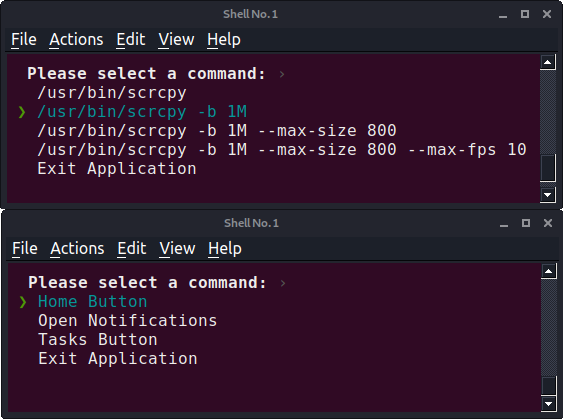 Shell No. 1
File Actions Edit View Help
Please select a command: ›
/usr/bin/scrcpy
❯ /usr/bin/scrcpy -b 1M
/usr/bin/scrcpy -b 1M --max-size 800
/usr/bin/scrcpy -b 1M --max-size 800 --max-fps 10
Exit Application
Shell No. 1
File Actions Edit View Help
Please select a command: ›
❯ Home Button
Open Notifications
Tasks Button
Exit Application